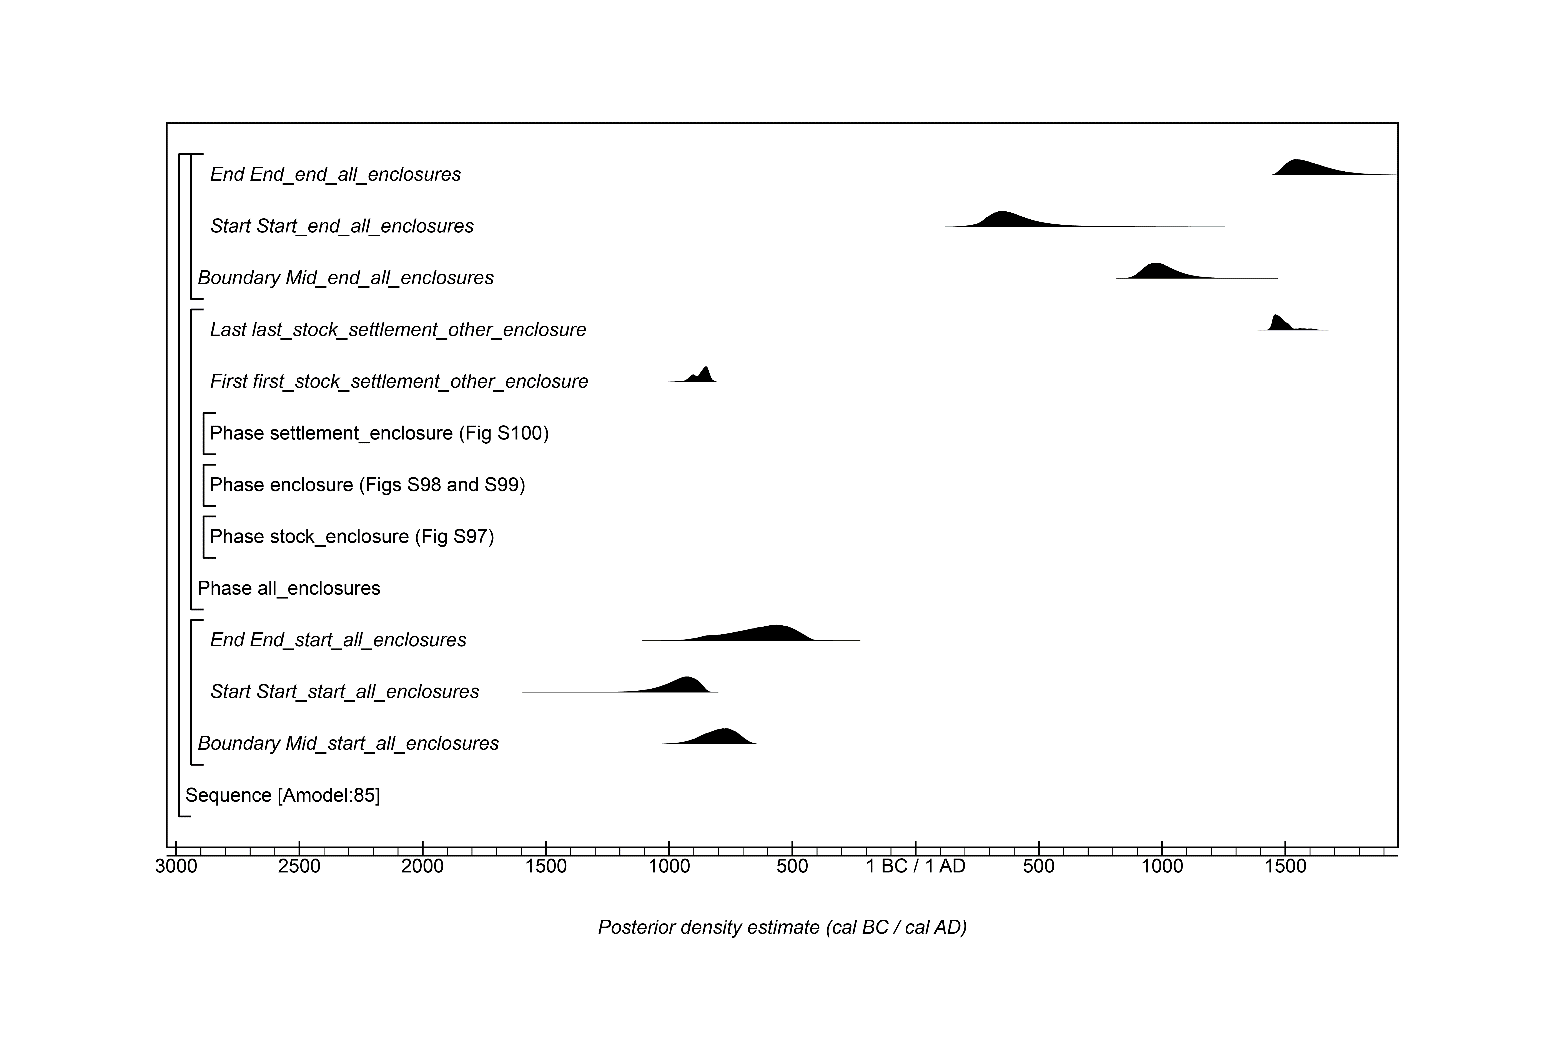 End End_end_all_enclosures
Start Start_end_all_enclosures
Boundary Mid_end_all_enclosures
Last last_stock_settlement_other_enclosure
First first_stock_settlement_other_enclosure
Phase settlement_enclosure (Fig S100)
Phase enclosure (Figs S98 and S99)
Phase stock_enclosure (Fig S97)
Phase all_enclosures
End End_start_all_enclosures
Start Start_start_all_enclosures
Boundary Mid_start_all_enclosures
Sequence [Amodel:85]
3000 2500 2000 1500 1000 500 1 BC / 1 AD 500 1000 1500
Posterior density estimate (cal BC / cal AD)